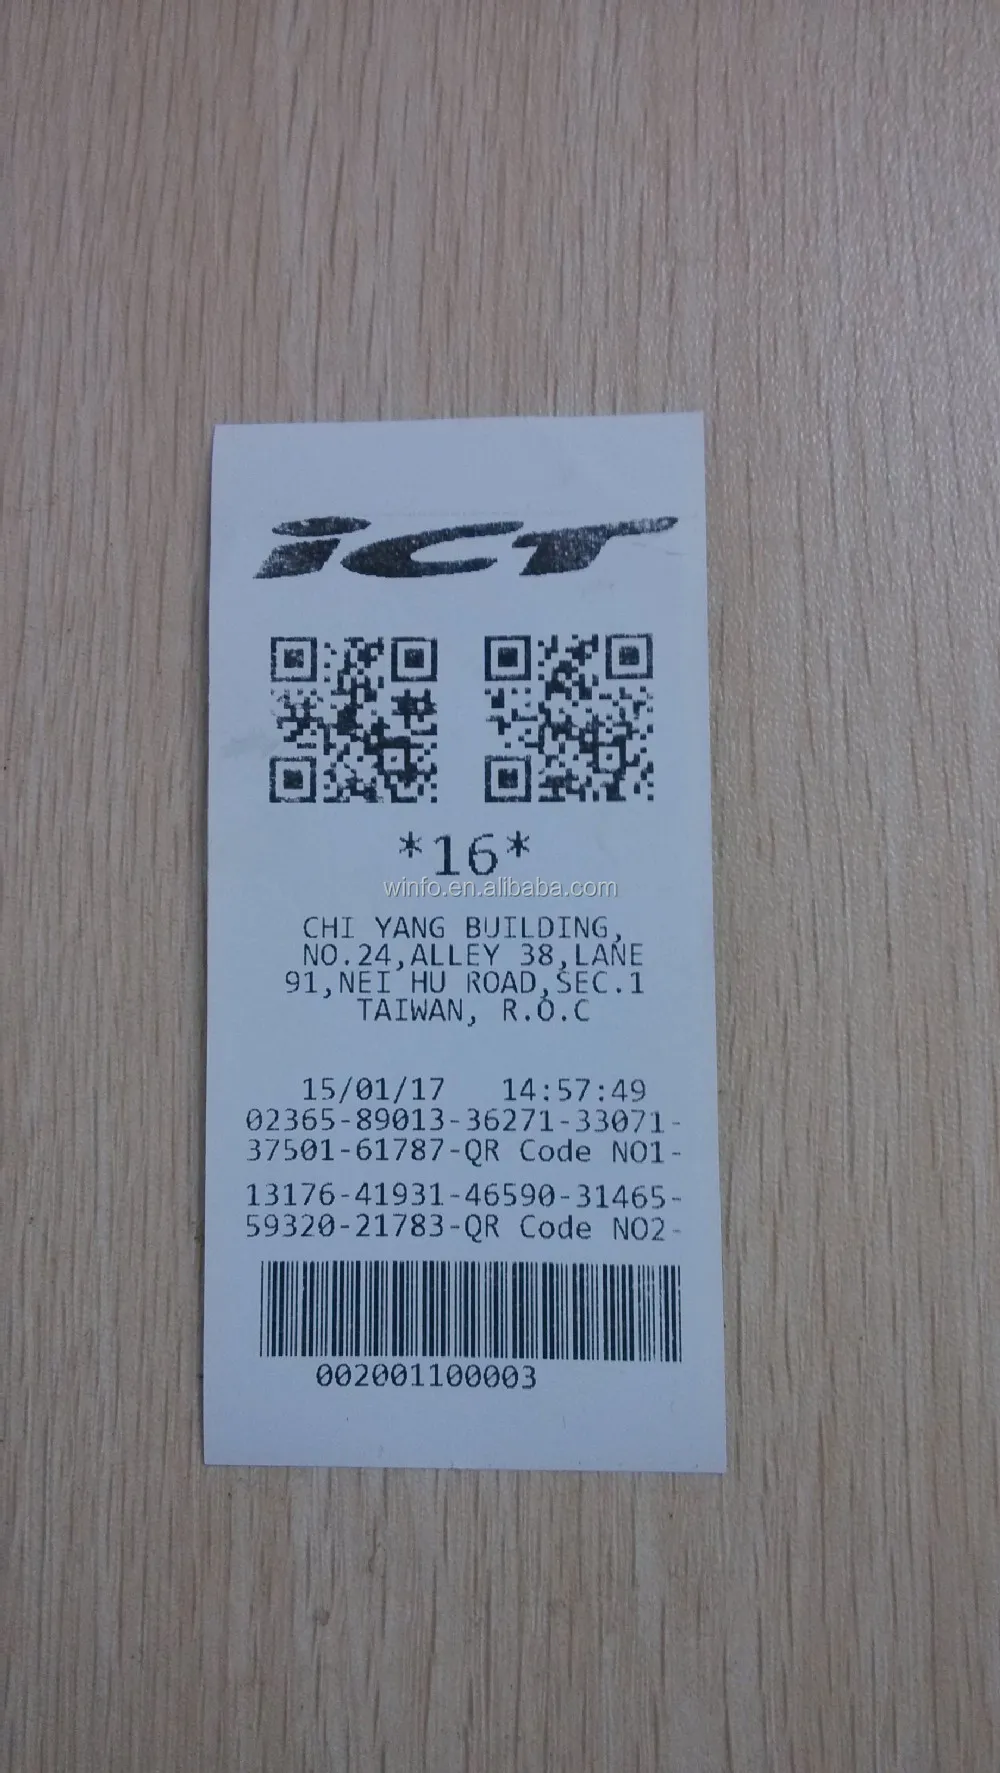 ICT
*16*
winfo.en.alibaba.com
CHI YANG BUILDING,
NO.24,ALLEY 38,LANE
91,NEI HU ROAD,SEC.1
TAIWAN, R.O.C
15/01/17 14:57:49
02365-89013-36271-33071-
37501-61787-QR Code NO1-
13176-41931-46590-31465-
59320-21783-QR Code NO2-
002001100003